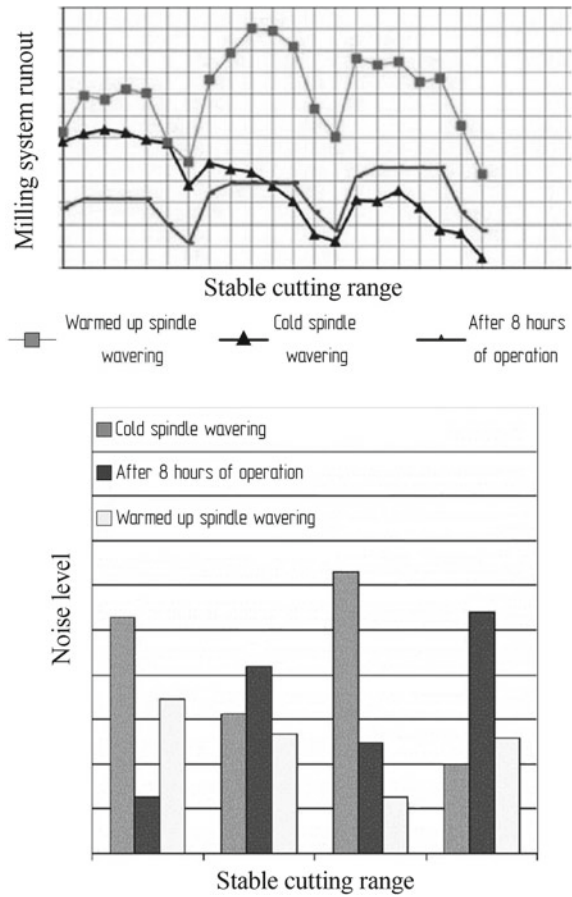 Milling system runout
Stable cutting range
Warmed up spindle
wavering
Cold spindle
wavering
After 8 hours
of operation
Cold spindle wavering
After 8 hours of operation
Warmed up spindle wavering
Noise level
Stable cutting range